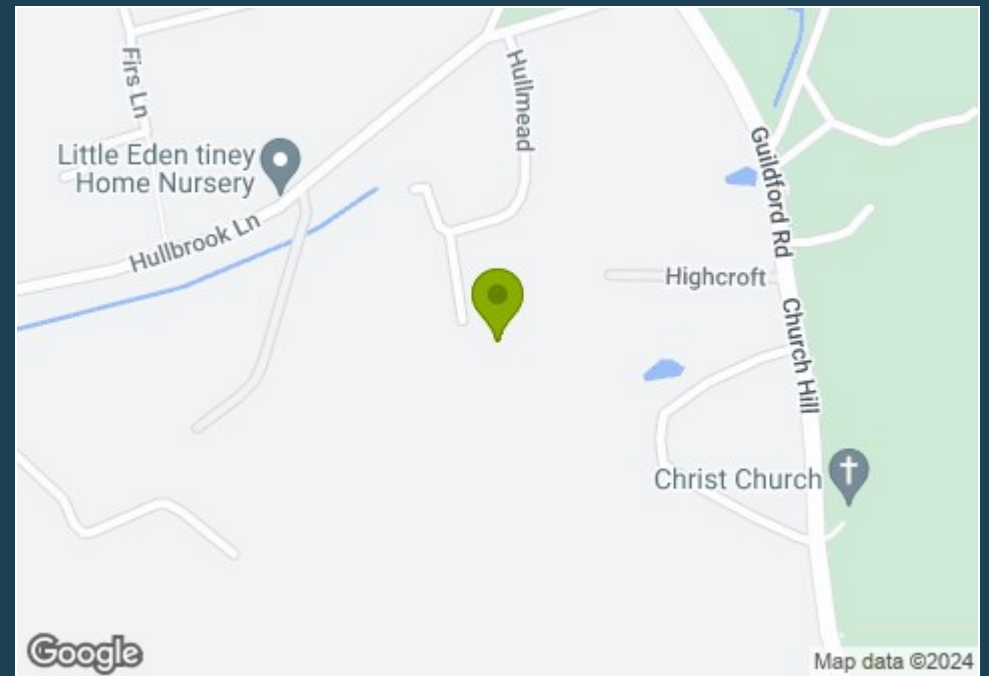 Firs Ln
Hullmead
Little Eden tiney
Home Nursery
Guildford Rd
Hullbrook Ln
Highcroft
Church Hill
Christ Church
Google
Map data ©2024